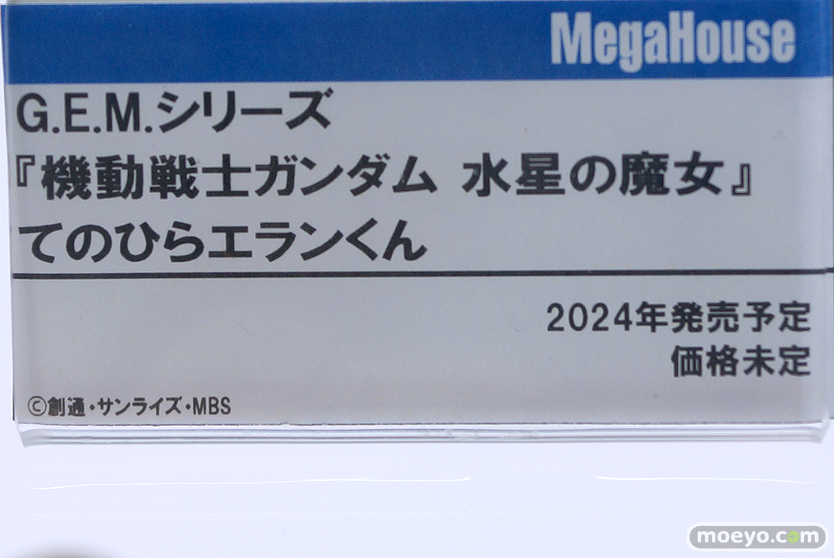 MegaHouse
G.E.M.シリーズ
『機動戦士ガンダム 水星の魔女』
てのひらエランくん
2024年発売予定
価格未定
©創通・サンライズ・MBS
moeyo.com